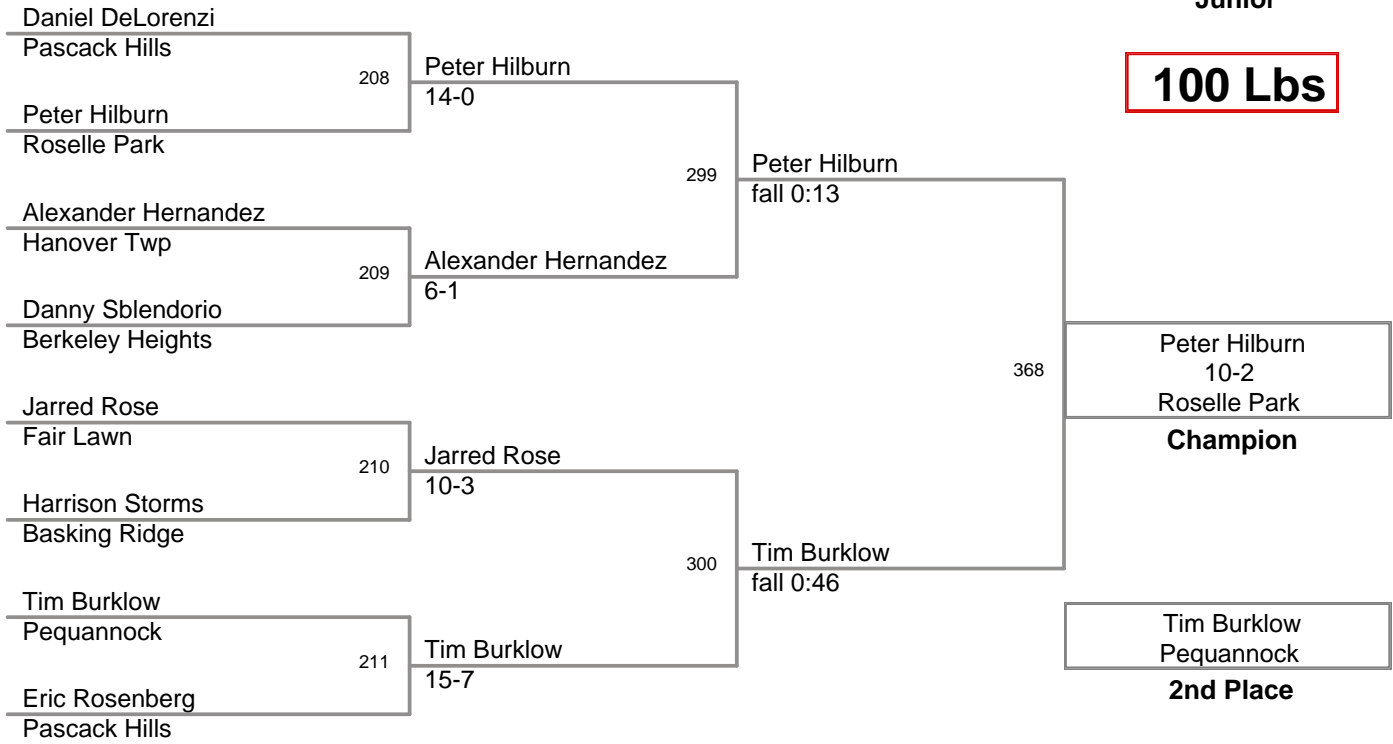 Junior
100 Lbs
Daniel DeLorenzi
Pascack Hills
208
Peter Hilburn
14-0
Peter Hilburn
Roselle Park
299
Peter Hilburn
fall 0:13
Alexander Hernandez
Hanover Twp
209
Alexander Hernandez
6-1
Danny Sblendorio
Berkeley Heights
368
Peter Hilburn
10-2
Roselle Park
Champion
Jarred Rose
Fair Lawn
210
Jarred Rose
10-3
Harrison Storms
Basking Ridge
300
Tim Burklow
fall 0:46
Tim Burklow
Pequannock
211
Tim Burklow
15-7
Eric Rosenberg
Pascack Hills
Tim Burklow
Pequannock
2nd Place